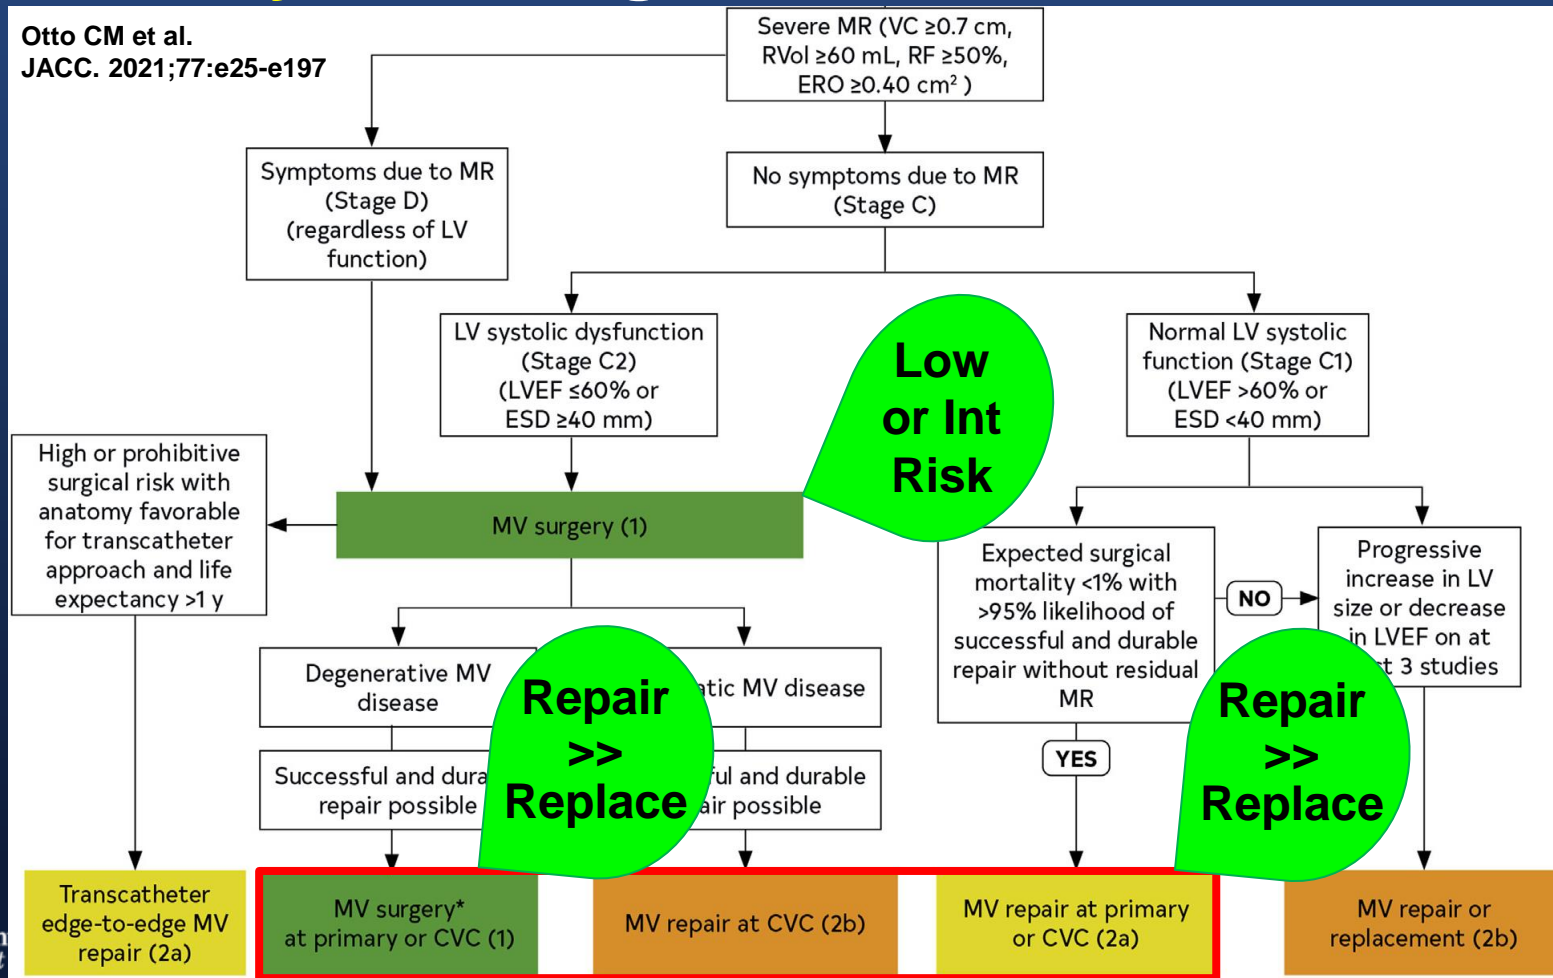 Otto CM et al.
JACC. 2021;77:e25-e197
Severe MR (VC ≥0.7 cm,
RVol ≥60 mL, RF ≥50%,
ERO ≥0.40 cm² )
Symptoms due to MR
(Stage D)
(regardless of LV
function)
No symptoms due to MR
(Stage C)
LV systolic dysfunction
(Stage C2)
(LVEF ≤60% or
ESD ≥40 mm)
Low
or Int
Risk
Normal LV systolic
function (Stage C1)
(LVEF >60% or
ESD <40 mm)
High or prohibitive
surgical risk with
anatomy favorable
for transcatheter
approach and life
expectancy >1 y
MV surgery (1)
Expected surgical
mortality <1% with
>95% likelihood of
successful and durable
repair without residual
MR
NO
Progressive
increase in LV
size or decrease
in LVEF on at
3 studies
Degenerative MV
disease
MV disease
Repair
>>
Replace
Repair
>>
Replace
YES
Successful and
repair possible
and durable
possible
Transcatheter
edge-to-edge MV
repair (2a)
MV surgery*
at primary or CVC (1)
MV repair at CVC (2b)
MV repair at primary
or CVC (2a)
MV repair or
replacement (2b)